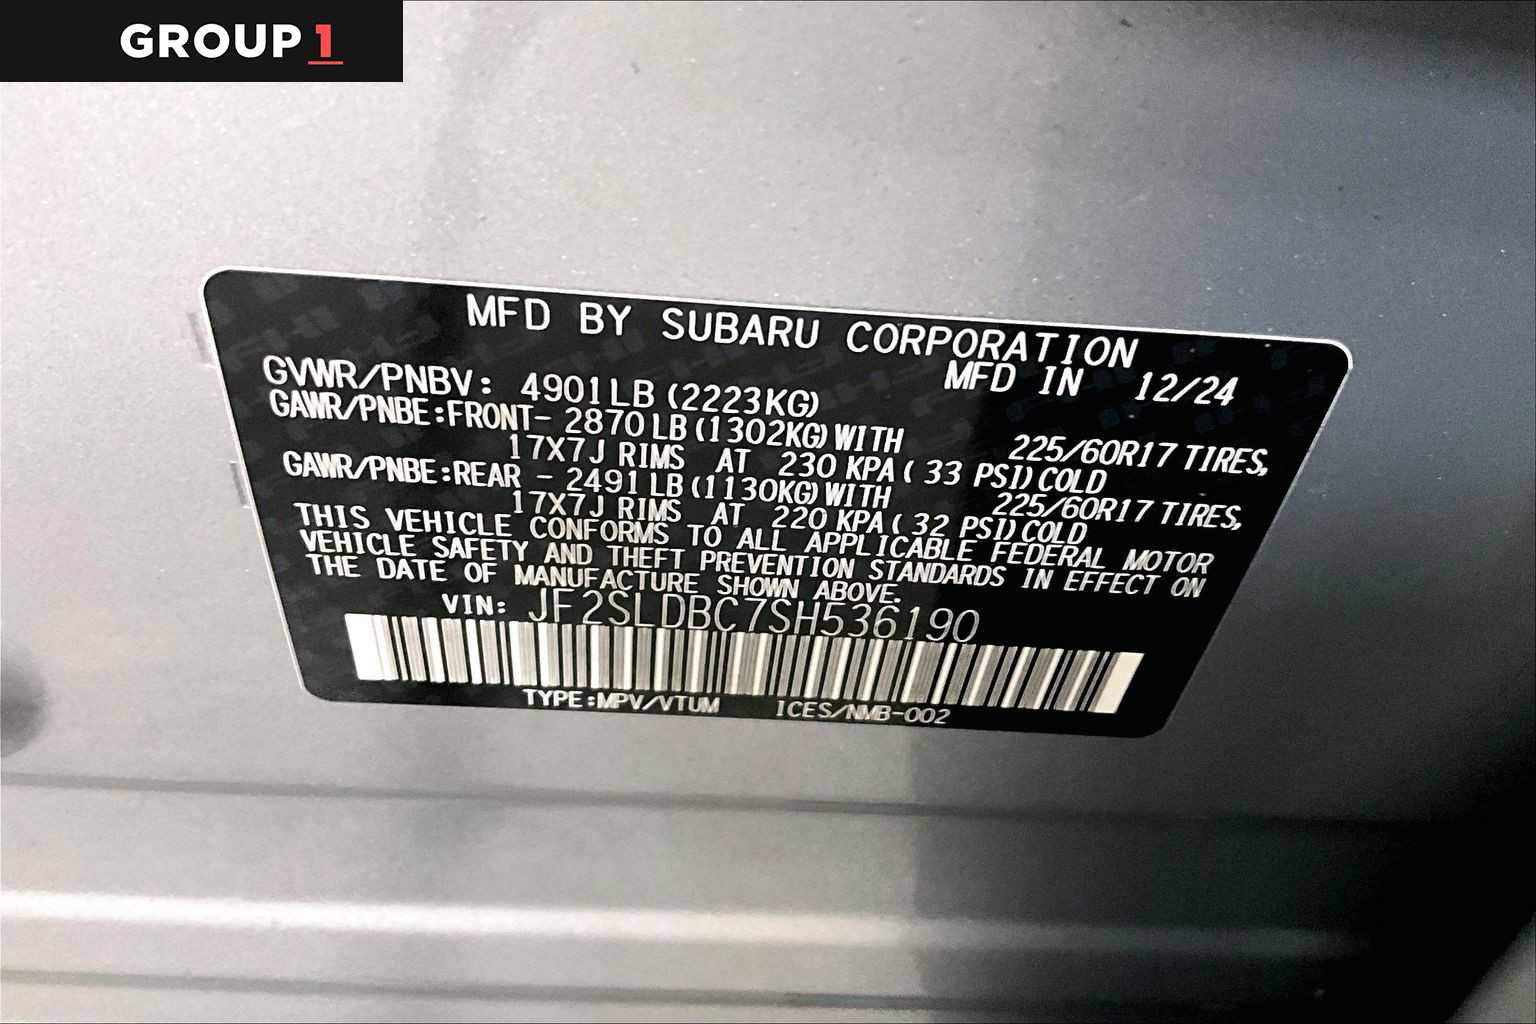 GROUP 1
MFD BY SUBARU CORPORATION
MFD IN 12/24
GVWR/PNBV: 4901LB (2223KG)
GAWR/PNBE:FRONT- 2870LB(1302KG)WITH 225/60R17 TIRES,
17X7J RIMS AT 230 KPA( 33 PSI)COLD
GAWR/PNBE:REAR - 2491LB(1130KG)WITH 225/60R17 TIRES,
17X7J RIMS AT 220 KPA( 32 PSI)COLD
THIS VEHICLE CONFORMS TO ALL APPLICABLE FEDERAL MOTOR
VEHICLE SAFETY AND THEFT PREVENTION STANDARDS IN EFFECT ON
THE DATE OF MANUFACTURE SHOWN ABOVE.
VIN: JF2SLDBC7SH536190
TYPE:MPV/VTUM ICES/NMB-002